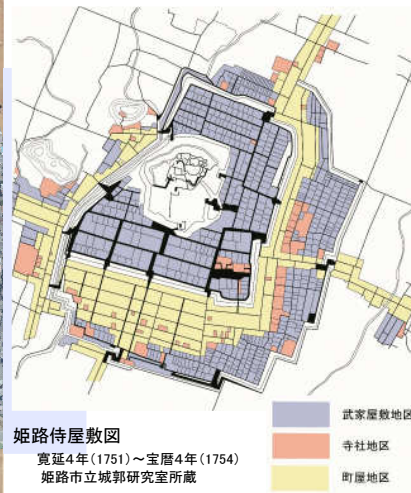 姫路侍屋敷図
寛延4年(1751)～宝暦4年(1754)
姫路市立城郭研究室所蔵
武家屋敷地区
寺社地区
町屋地区